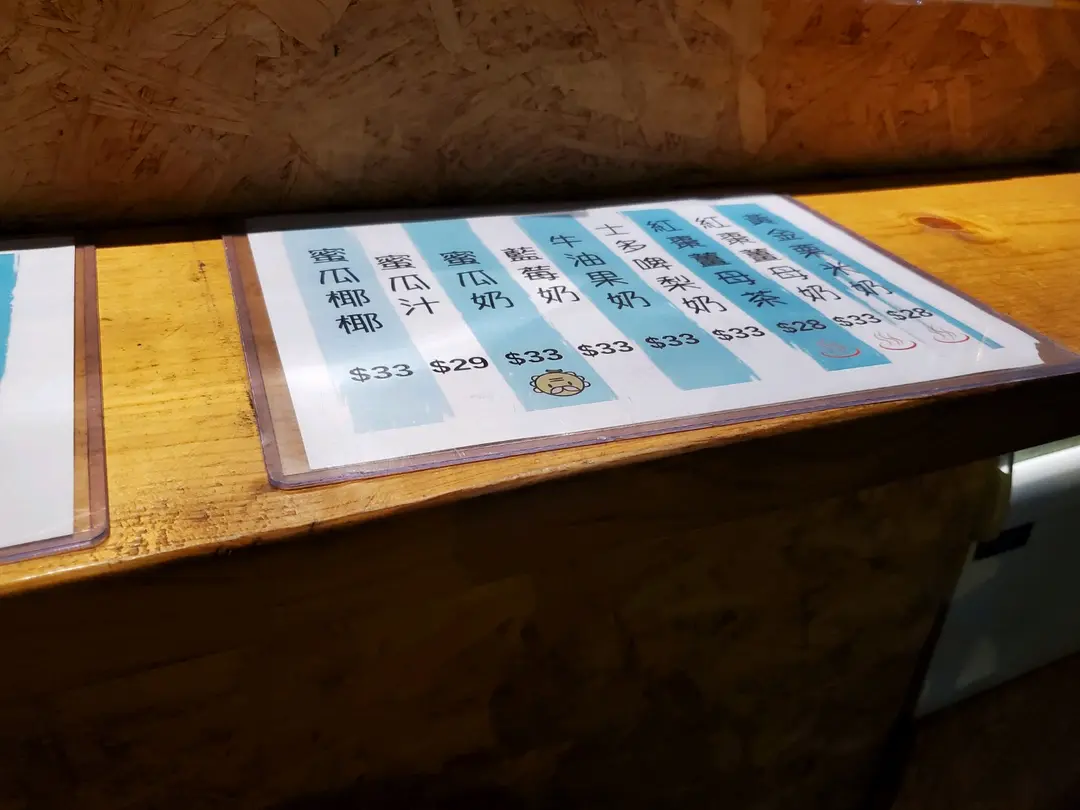 蜜瓜椰椰
$33
蜜瓜汁
$29
蜜瓜奶
$33
藍莓奶
$33
牛油果奶
$33
士多啤梨奶
$33
紅棗薑母茶
$28
紅棗薑母奶
$33
黃金粟米奶
$28